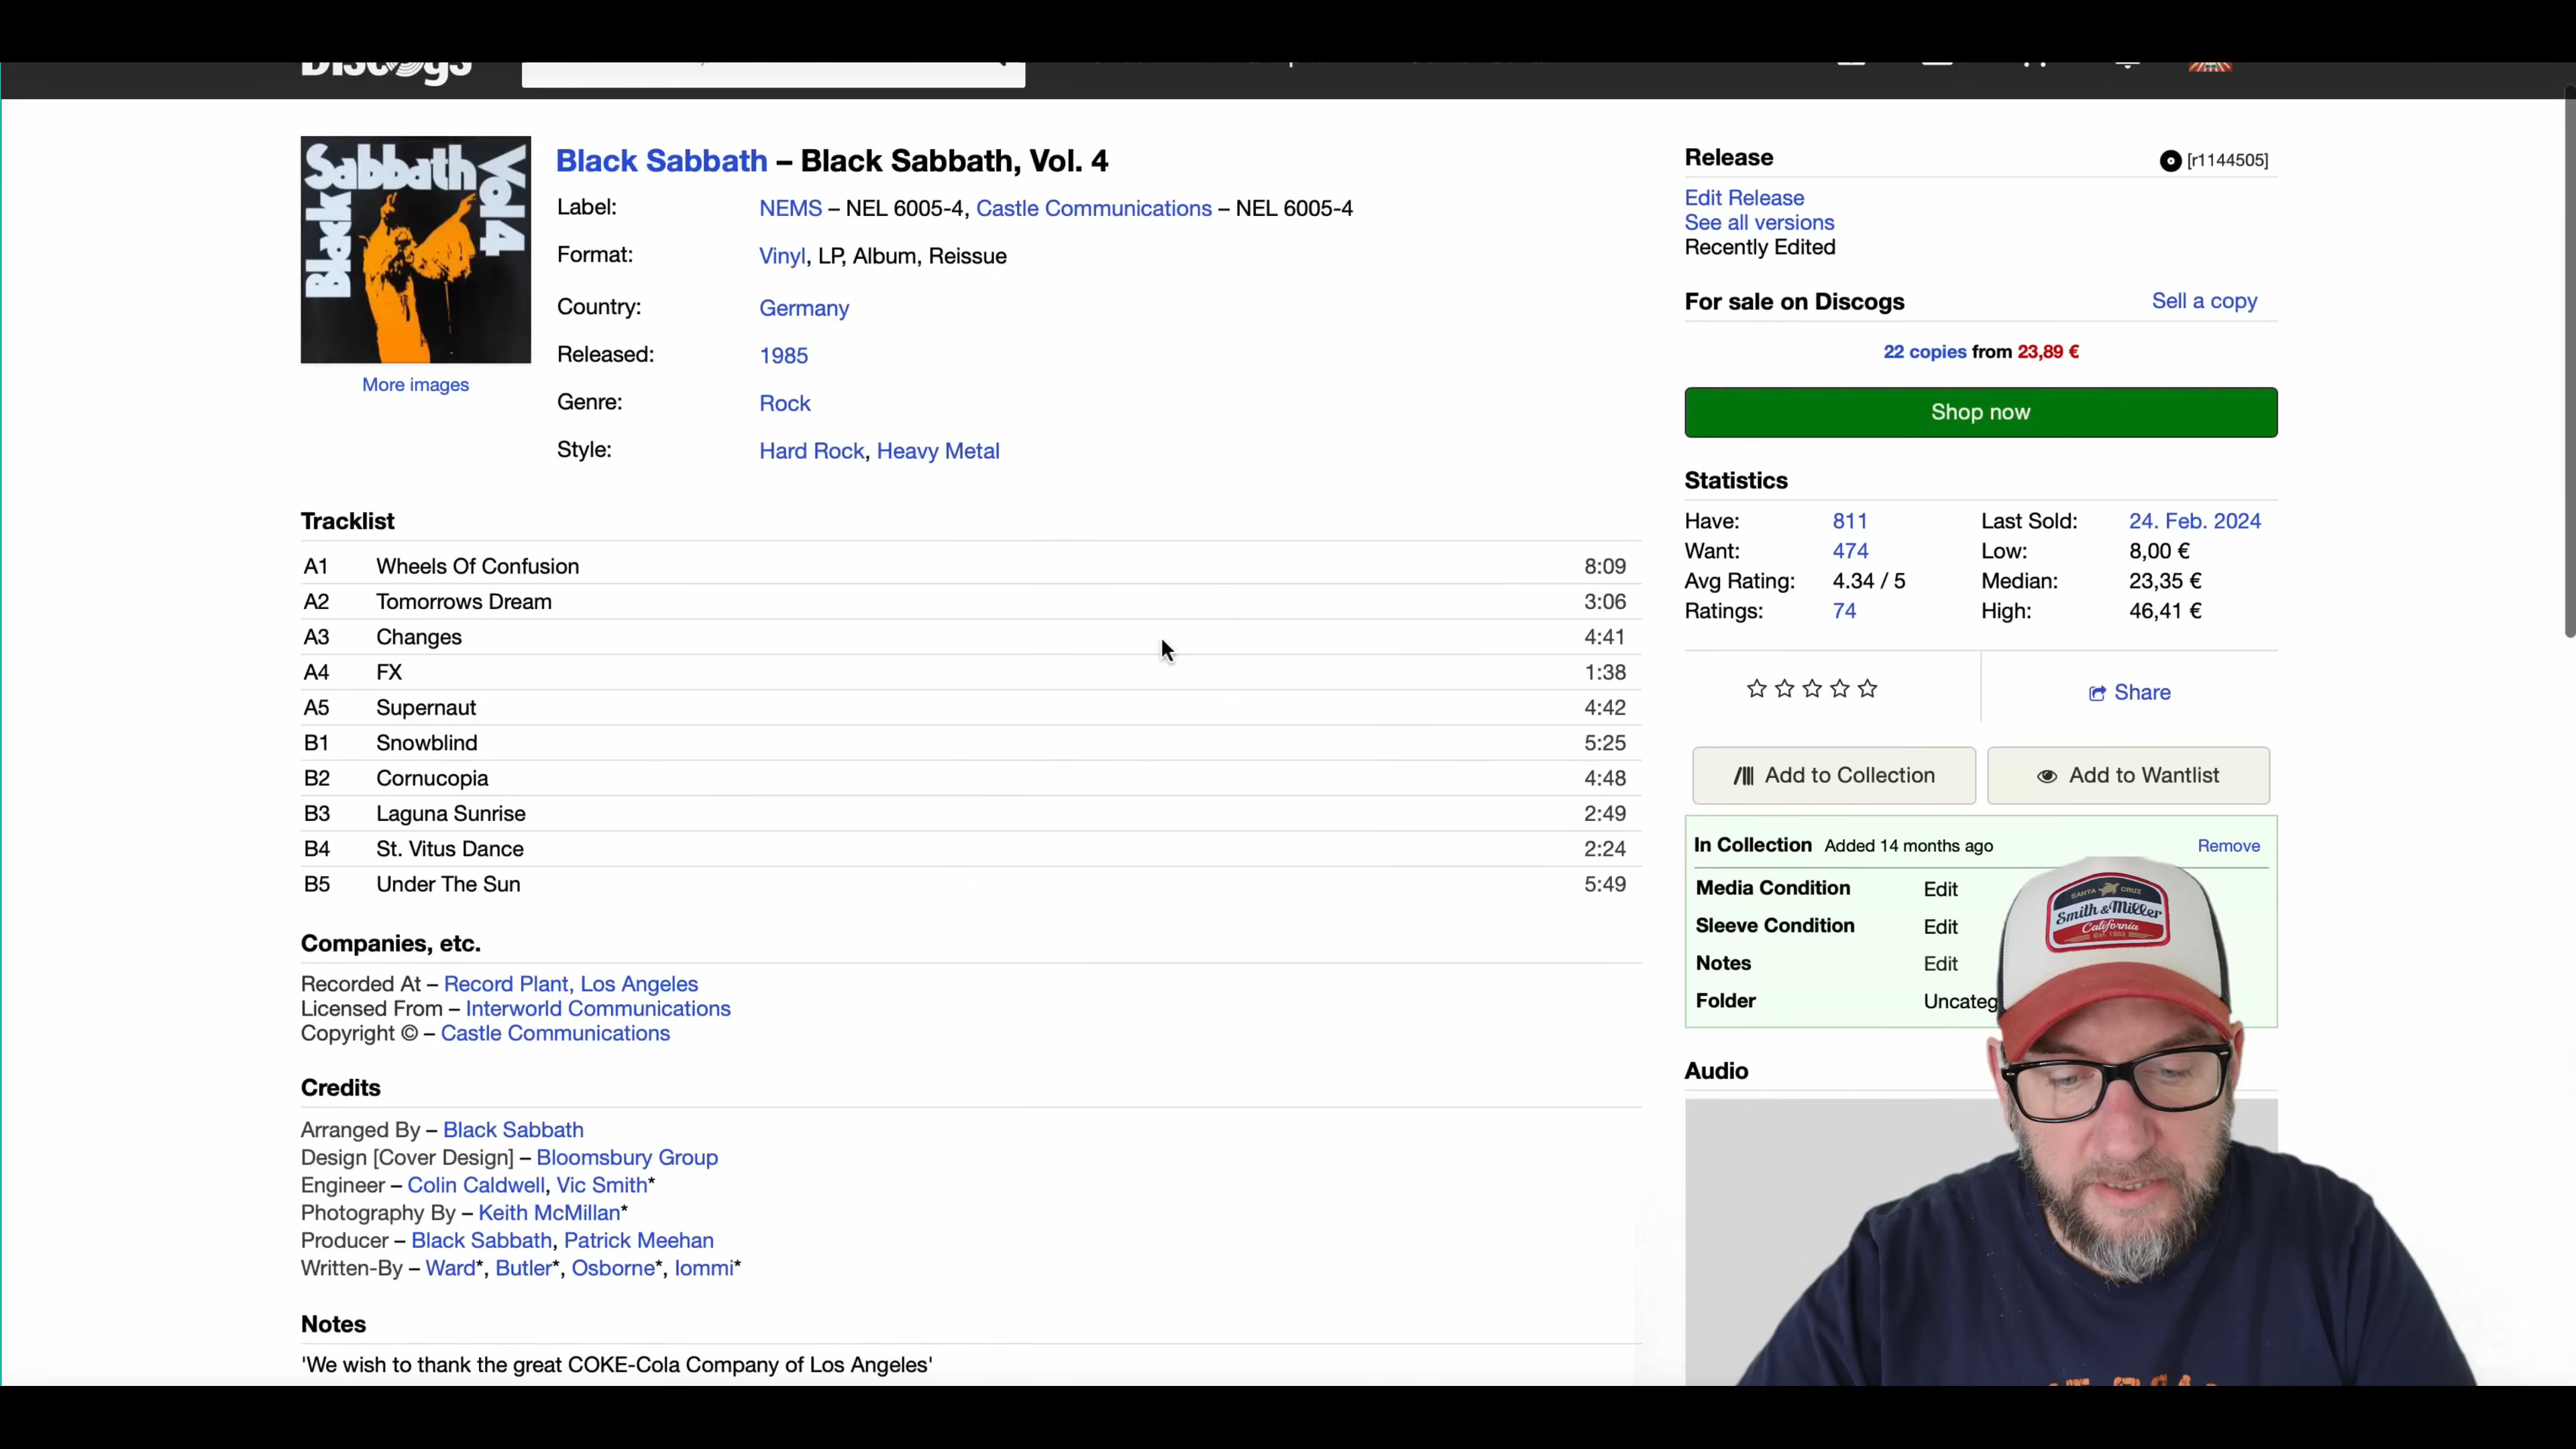 Discogs
Black Sabbath Vol 4
Black Sabbath – Black Sabbath, Vol. 4
Label: NEMS – NEL 6005-4, Castle Communications – NEL 6005-4
Format: Vinyl, LP, Album, Reissue
Country: Germany
Released: 1985
Genre: Rock
Style: Hard Rock, Heavy Metal
More images
Tracklist
A1 Wheels Of Confusion 8:09
A2 Tomorrows Dream 3:06
A3 Changes 4:41
A4 FX 1:38
A5 Supernaut 4:42
B1 Snowblind 5:25
B2 Cornucopia 4:48
B3 Laguna Sunrise 2:49
B4 St. Vitus Dance 2:24
B5 Under The Sun 5:49
Companies, etc.
Recorded At – Record Plant, Los Angeles
Licensed From – Interworld Communications
Copyright © – Castle Communications
Credits
Arranged By – Black Sabbath
Design [Cover Design] – Bloomsbury Group
Engineer – Colin Caldwell, Vic Smith*
Photography By – Keith McMillan*
Producer – Black Sabbath, Patrick Meehan
Written-By – Ward*, Butler*, Osborne*, Iommi*
Notes
'We wish to thank the great COKE-Cola Company of Los Angeles'
Release [r1144505]
Edit Release
See all versions
Recently Edited
For sale on Discogs Sell a copy
22 copies from 23,89 €
Shop now
Statistics
Have: 811 Last Sold: 24. Feb. 2024
Want: 474 Low: 8,00 €
Avg Rating: 4.34 / 5 Median: 23,35 €
Ratings: 74 High: 46,41 €
Share
Add to Collection Add to Wantlist
In Collection Added 14 months ago Remove
Media Condition Edit
Sleeve Condition Edit
Notes Edit
Folder Uncateg
Audio
SANTA CRUZ
Smith & Miller
California
Est. 1962